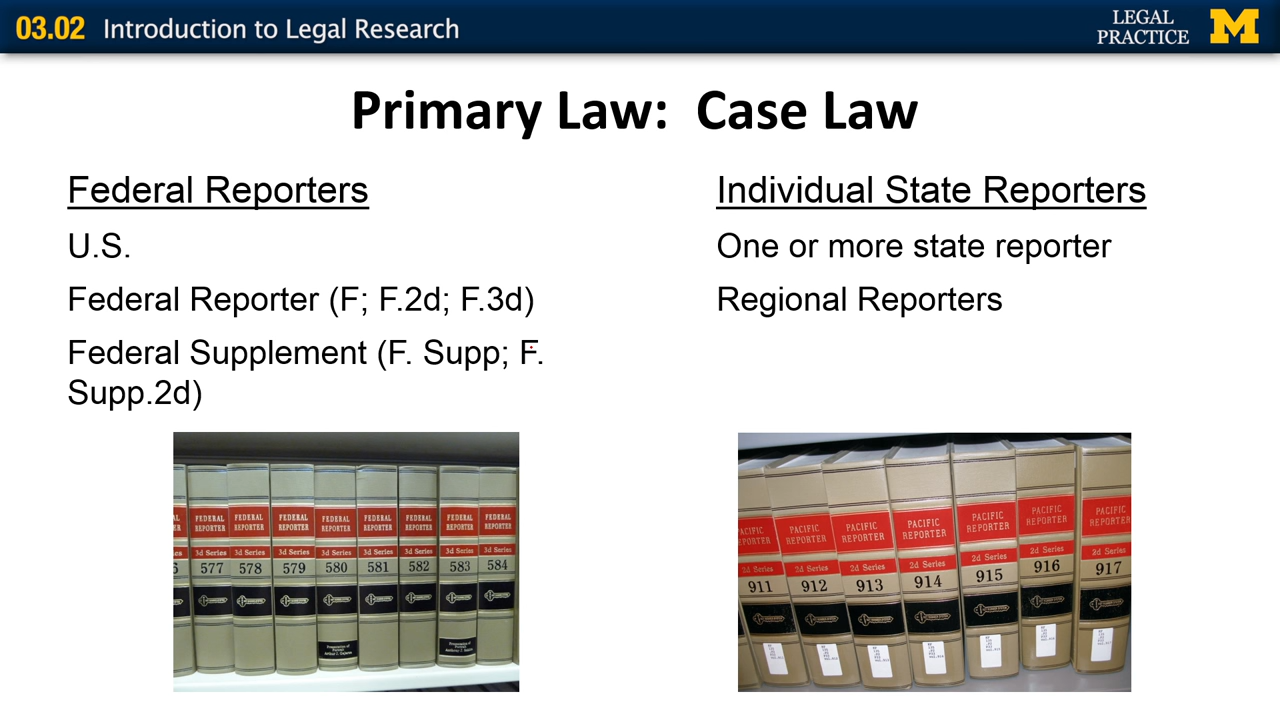 03.02 Introduction to Legal Research
LEGAL
PRACTICE
M
Primary Law: Case Law
Federal Reporters
U.S.
Federal Reporter (F; F.2d; F.3d)
Federal Supplement (F. Supp; F.
Supp.2d)
Individual State Reporters
One or more state reporter
Regional Reporters
FEDERAL FEDERAL FEDERAL FEDERAL FEDERAL FEDERAL FEDERAL FEDERAL
REPORTER REPORTER REPORTER REPORTER REPORTER REPORTER REPORTER REPORTER
3d Series 3d Series 3d Series 3d Series 3d Series 3d Series 3d Series 3d Series
577 578 579 580 581 582 583 584
PACIFIC PACIFIC PACIFIC PACIFIC PACIFIC PACIFIC
REPORTER REPORTER REPORTER REPORTER REPORTER REPORTER
2d Series 2d Series 2d Series 2d Series 2d Series 2d Series 2d Series
911 912 913 914 915 916 917